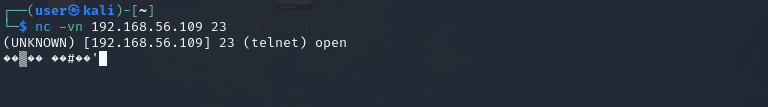 ┌──(user㉿kali)-[~]
└─$ nc -vn 192.168.56.109 23
(UNKNOWN) [192.168.56.109] 23 (telnet) open
��▒�� ��#��'